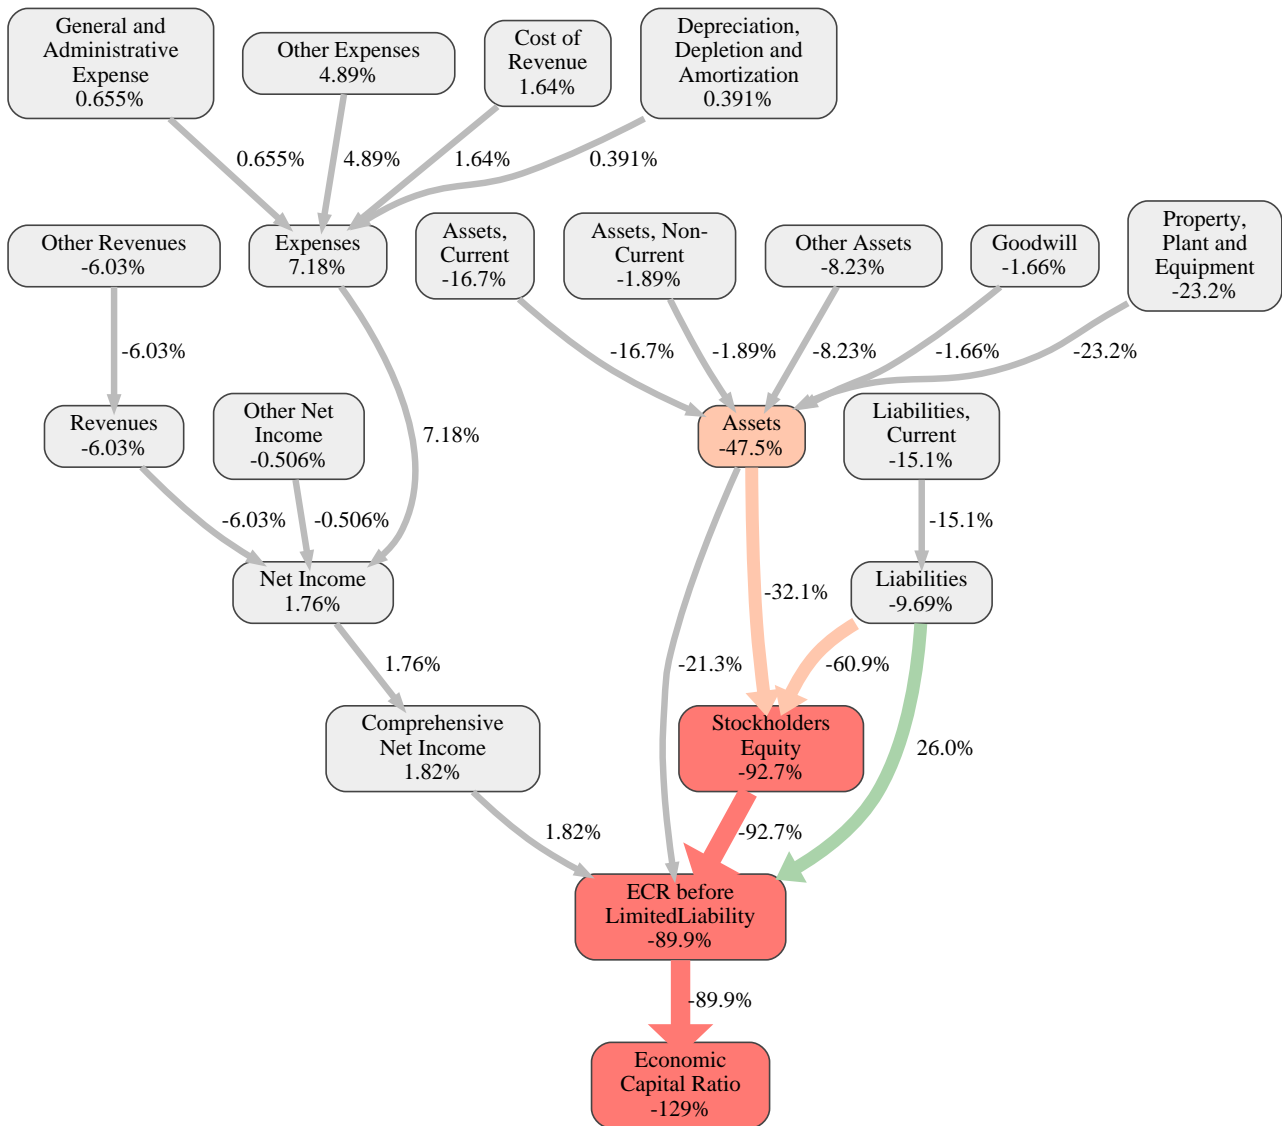 General and
Administrative
Expense
0.655%
Other Expenses
4.89%
Cost of
Revenue
1.64%
Depreciation,
Depletion and
Amortization
0.391%
0.655%
4.89%
1.64%
0.391%
Other Revenues
-6.03%
Expenses
7.18%
Assets,
Current
-16.7%
Assets, Non-
Current
-1.89%
Other Assets
-8.23%
Goodwill
-1.66%
Property,
Plant and
Equipment
-23.2%
-6.03%
-16.7%
-1.89%
-8.23%
-1.66%
-23.2%
Revenues
-6.03%
Other Net
Income
-0.506%
7.18%
Assets
-47.5%
Liabilities,
Current
-15.1%
-6.03%
-0.506%
-15.1%
Net Income
1.76%
-32.1%
Liabilities
-9.69%
1.76%
-21.3%
-60.9%
Comprehensive
Net Income
1.82%
Stockholders
Equity
-92.7%
26.0%
1.82%
-92.7%
ECR before
LimitedLiability
-89.9%
-89.9%
Economic
Capital Ratio
-129%